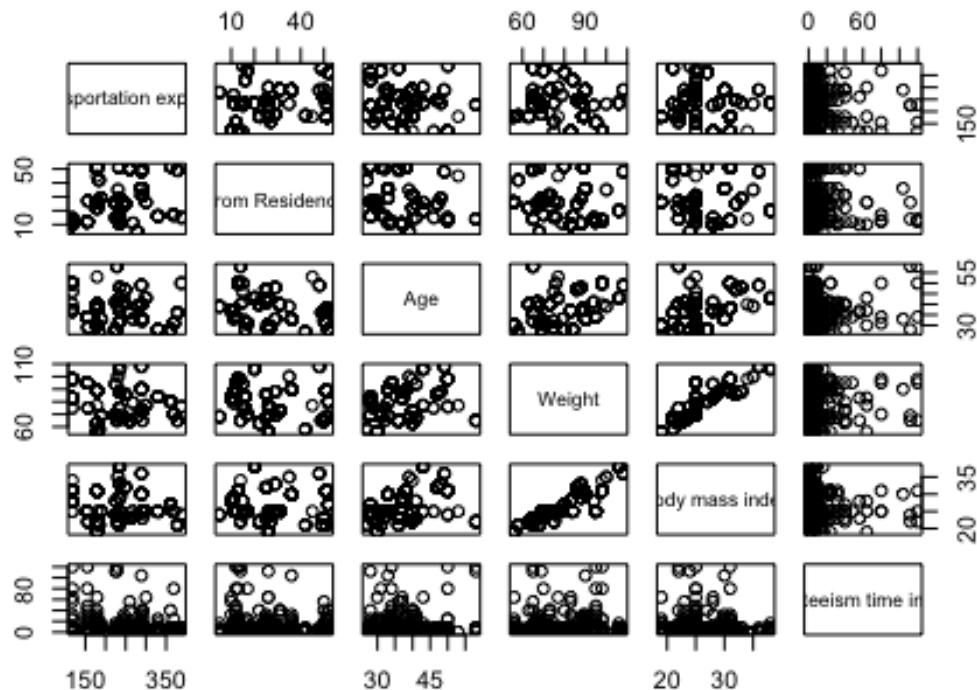 10 40 60 90 0 60
sportation exp
150
50
10
rom Residenc
Age
55
30
110
60
Weight
ody mass inde
35
20
80
0
eeism time in
150 350 30 45 20 30